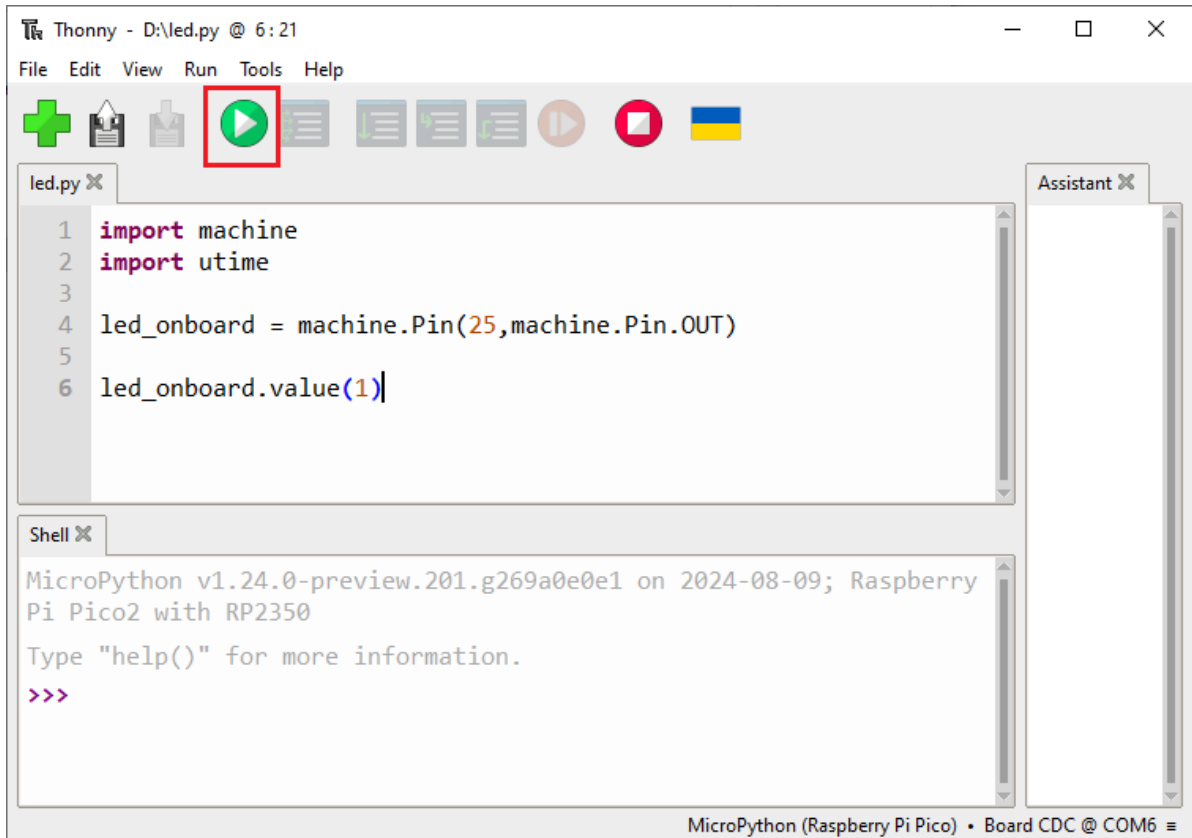 Thonny - D:\led.py @ 6:21
File Edit View Run Tools Help
led.py
Assistant
1 import machine
2 import utime
3
4 led_onboard = machine.Pin(25,machine.Pin.OUT)
5
6 led_onboard.value(1)
Shell
MicroPython v1.24.0-preview.201.g269a0e0e1 on 2024-08-09; Raspberry
Pi Pico2 with RP2350
Type "help()" for more information.
>>>
MicroPython (Raspberry Pi Pico) • Board CDC @ COM6 ≡